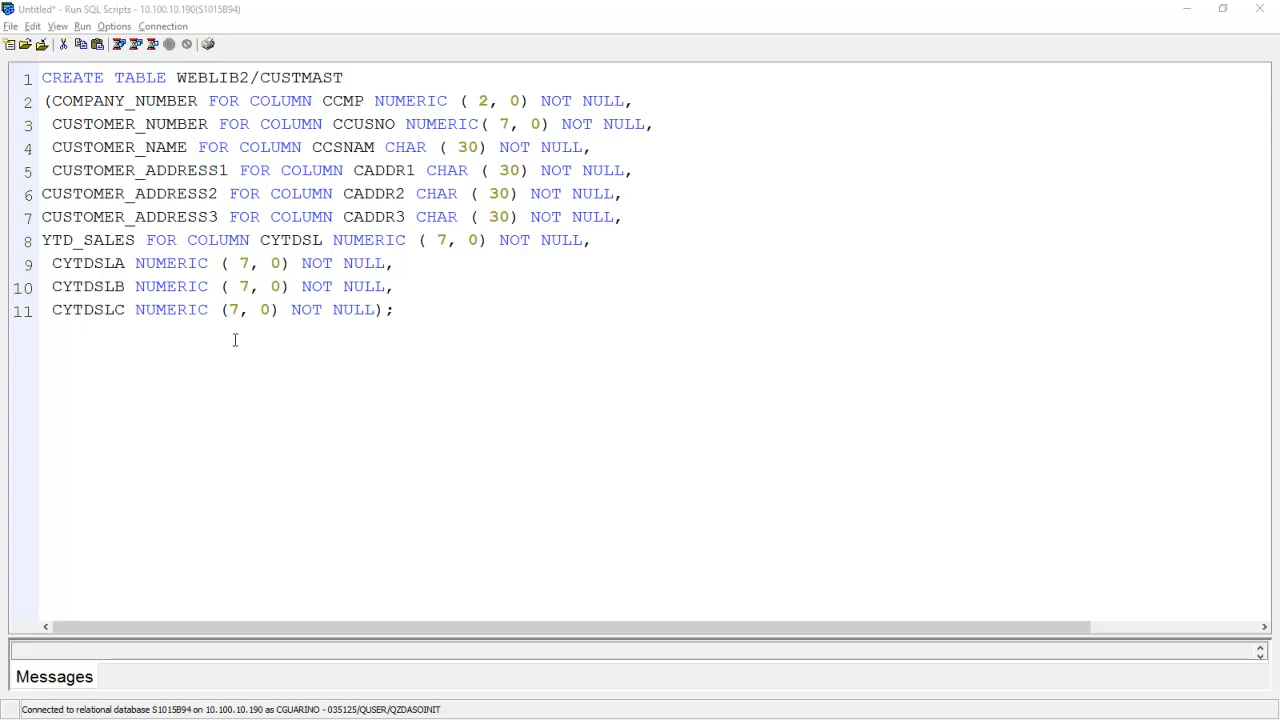 Untitled* - Run SQL Scripts - 10.100.10.190(S1015B94)
File Edit View Run Options Connection
1 CREATE TABLE WEBLIB2/CUSTMAST
2 (COMPANY_NUMBER FOR COLUMN CCMP NUMERIC ( 2, 0) NOT NULL,
3 CUSTOMER_NUMBER FOR COLUMN CCUSNO NUMERIC( 7, 0) NOT NULL,
4 CUSTOMER_NAME FOR COLUMN CCSNAM CHAR ( 30) NOT NULL,
5 CUSTOMER_ADDRESS1 FOR COLUMN CADDR1 CHAR ( 30) NOT NULL,
6 CUSTOMER_ADDRESS2 FOR COLUMN CADDR2 CHAR ( 30) NOT NULL,
7 CUSTOMER_ADDRESS3 FOR COLUMN CADDR3 CHAR ( 30) NOT NULL,
8 YTD_SALES FOR COLUMN CYTDSL NUMERIC ( 7, 0) NOT NULL,
9 CYTDSLA NUMERIC ( 7, 0) NOT NULL,
10 CYTDSLB NUMERIC ( 7, 0) NOT NULL,
11 CYTDSLC NUMERIC (7, 0) NOT NULL);
Messages
Connected to relational database S1015B94 on 10.100.10.190 as CGUARINO - 035125/QUSER/QZDASOINIT